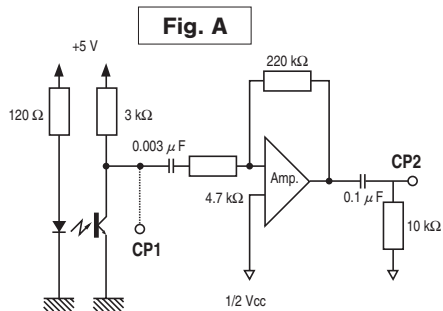 Fig. A
+5 V
220 kΩ
120 Ω
3 kΩ
0.003 μF
CP2
Amp.
4.7 kΩ
0.1 μF
CP1
10 kΩ
1/2 Vcc